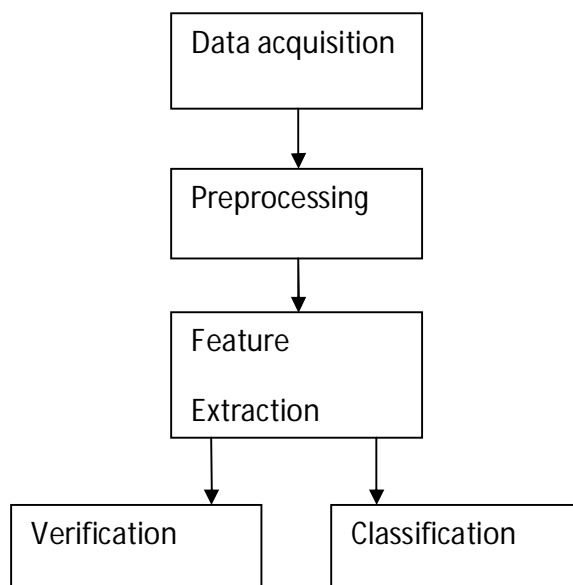 Data acquisition
Preprocessing
Feature
Extraction
Verification
Classification